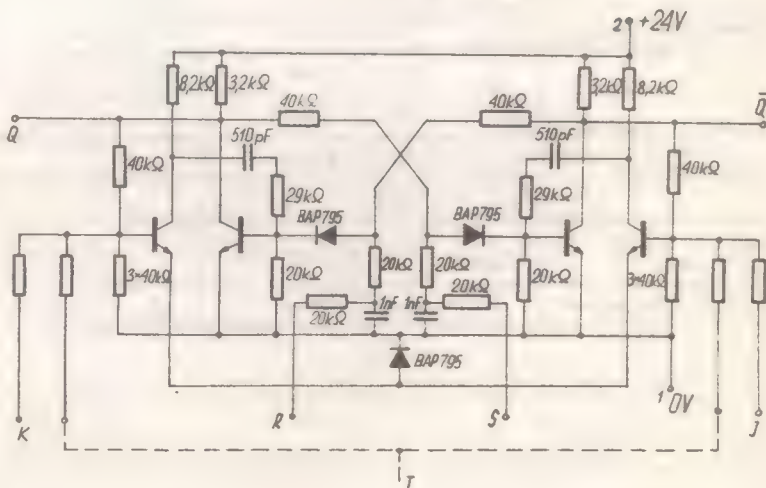 2 +24V
8,2kΩ 3,2kΩ 3,2kΩ 8,2kΩ
Q 40kΩ 40kΩ Q̅
40kΩ 510pF 510pF 40kΩ
29kΩ BAP795 BAP795 29kΩ
3×40kΩ 20kΩ 20kΩ 20kΩ 20kΩ 3×40kΩ
20kΩ 1nF 1nF 20kΩ
BAP795
K R S 1 0V J
T